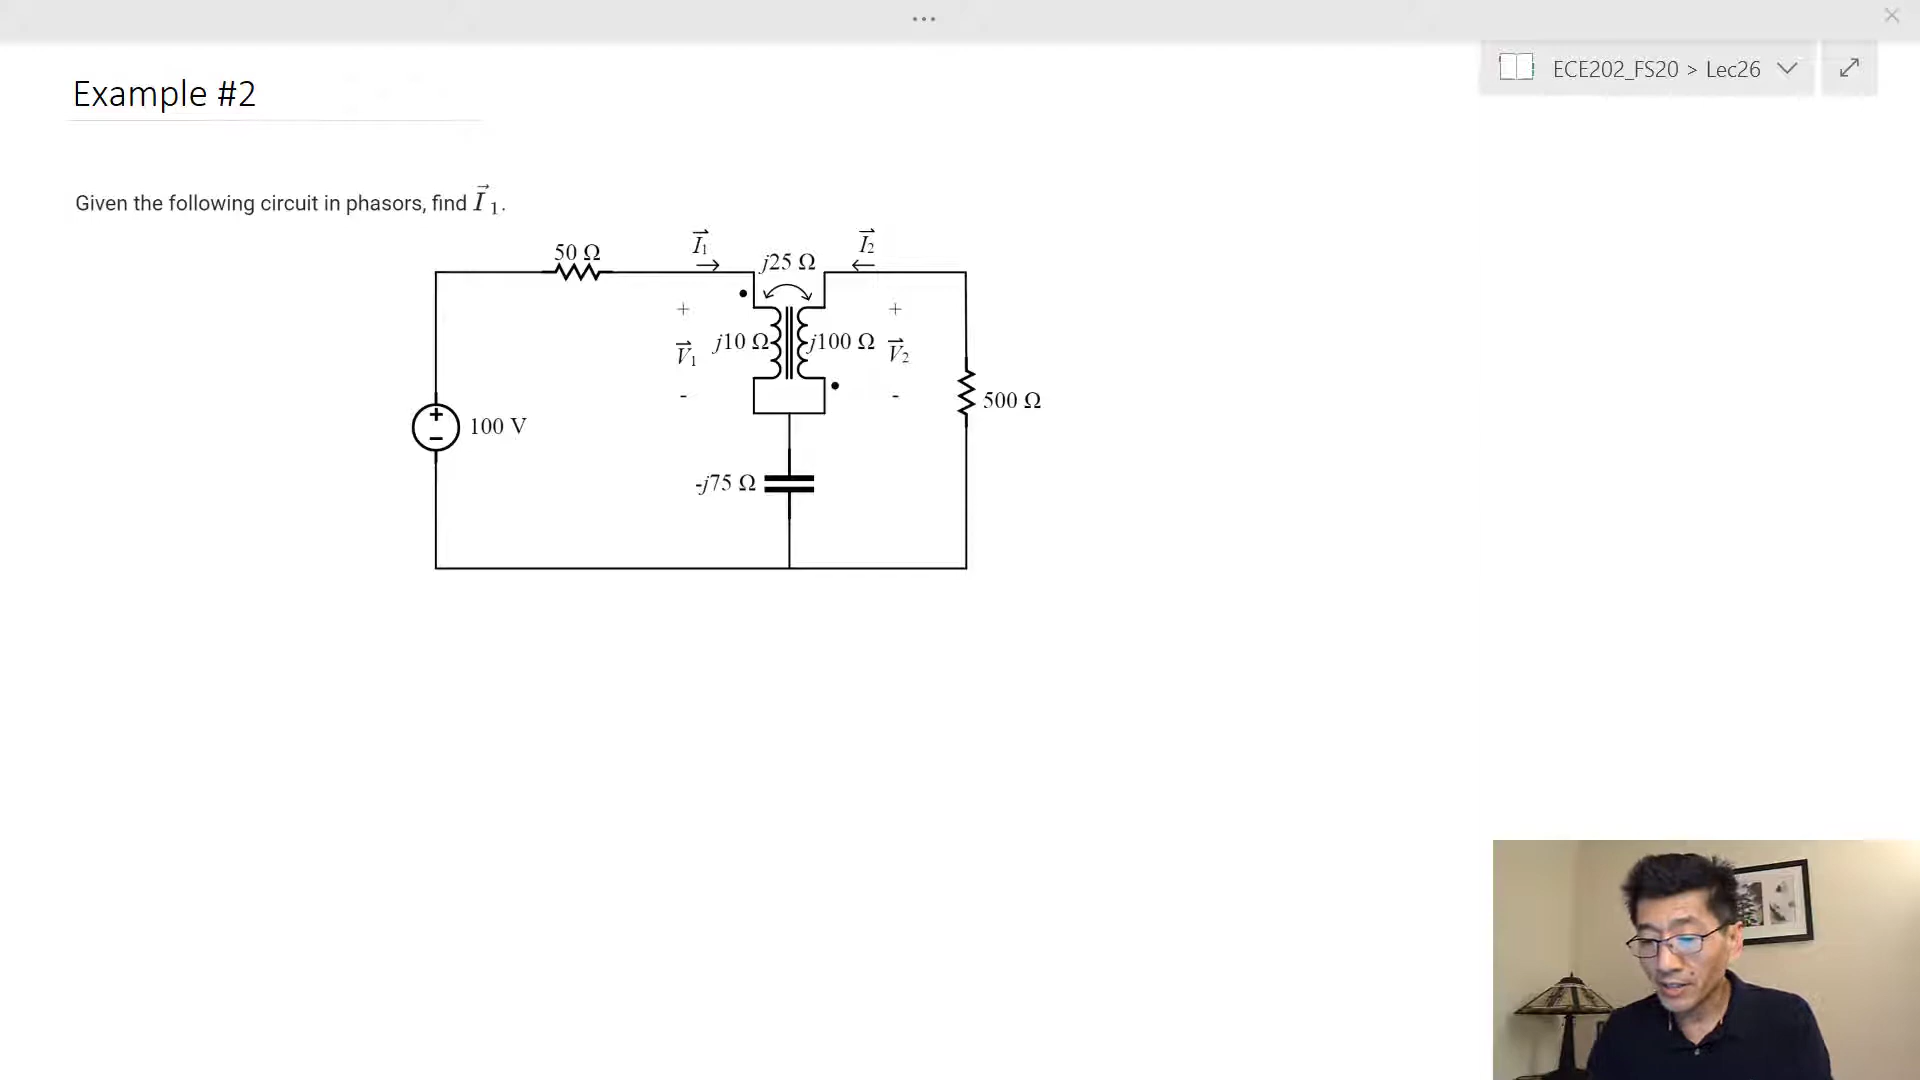 ...
ECE202_FS20 > Lec26
Example #2
Given the following circuit in phasors, find I⃗ ₁.
50 Ω
I⃗₁
j25 Ω
I⃗₂
+
+
V⃗₁
j10 Ω
j100 Ω
V⃗₂
-
-
500 Ω
+
100 V
−
-j75 Ω